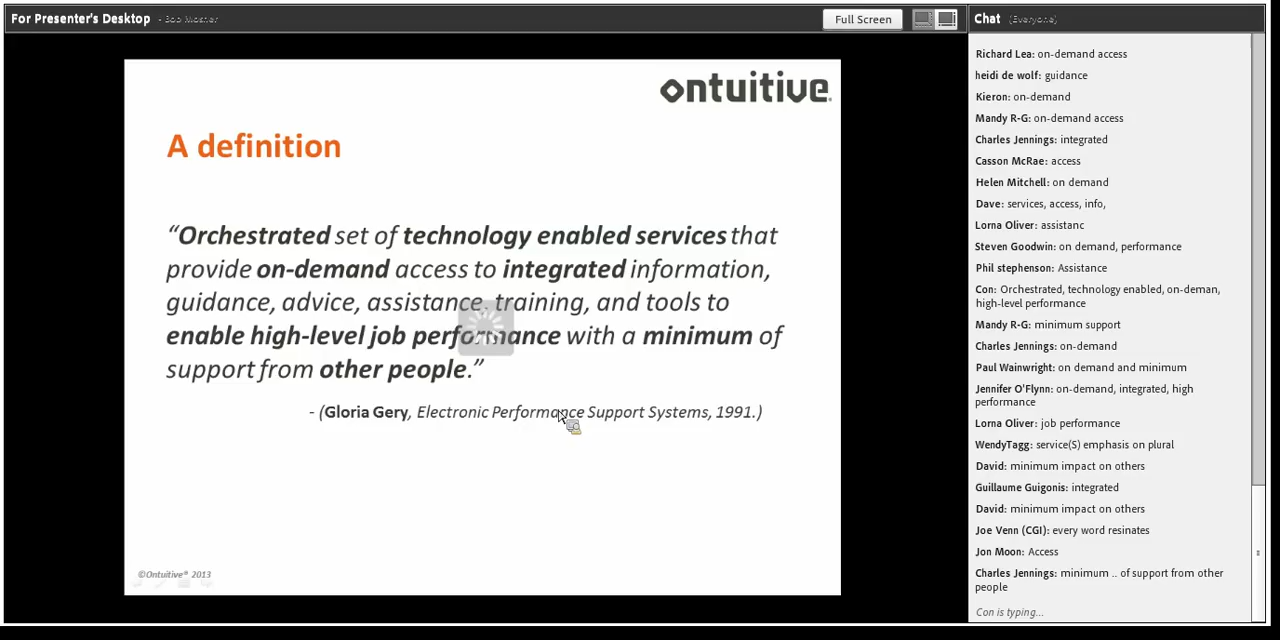 For Presenter's Desktop - Bob Mosher
Full Screen
ontuitive
A definition
“Orchestrated set of technology enabled services that
provide on-demand access to integrated information,
guidance, advice, assistance, training, and tools to
enable high-level job performance with a minimum of
support from other people.”
- (Gloria Gery, Electronic Performance Support Systems, 1991.)
©Ontuitive® 2013
Chat (Everyone)
Richard Lea: on-demand access
heidi de wolf: guidance
Kieron: on-demand
Mandy R-G: on-demand access
Charles Jennings: integrated
Casson McRae: access
Helen Mitchell: on demand
Dave: services, access, info,
Lorna Oliver: assistanc
Steven Goodwin: on demand, performance
Phil stephenson: Assistance
Con: Orchestrated, technology enabled, on-deman,
high-level performance
Mandy R-G: minimum support
Charles Jennings: on-demand
Paul Wainwright: on demand and minimum
Jennifer O'Flynn: on-demand, integrated, high
performance
Lorna Oliver: job performance
WendyTagg: service(S) emphasis on plural
David: minimum impact on others
Guillaume Guigonis: integrated
David: minimum impact on others
Joe Venn (CGI): every word resinates
Jon Moon: Access
Charles Jennings: minimum .. of support from other
people
Con is typing...